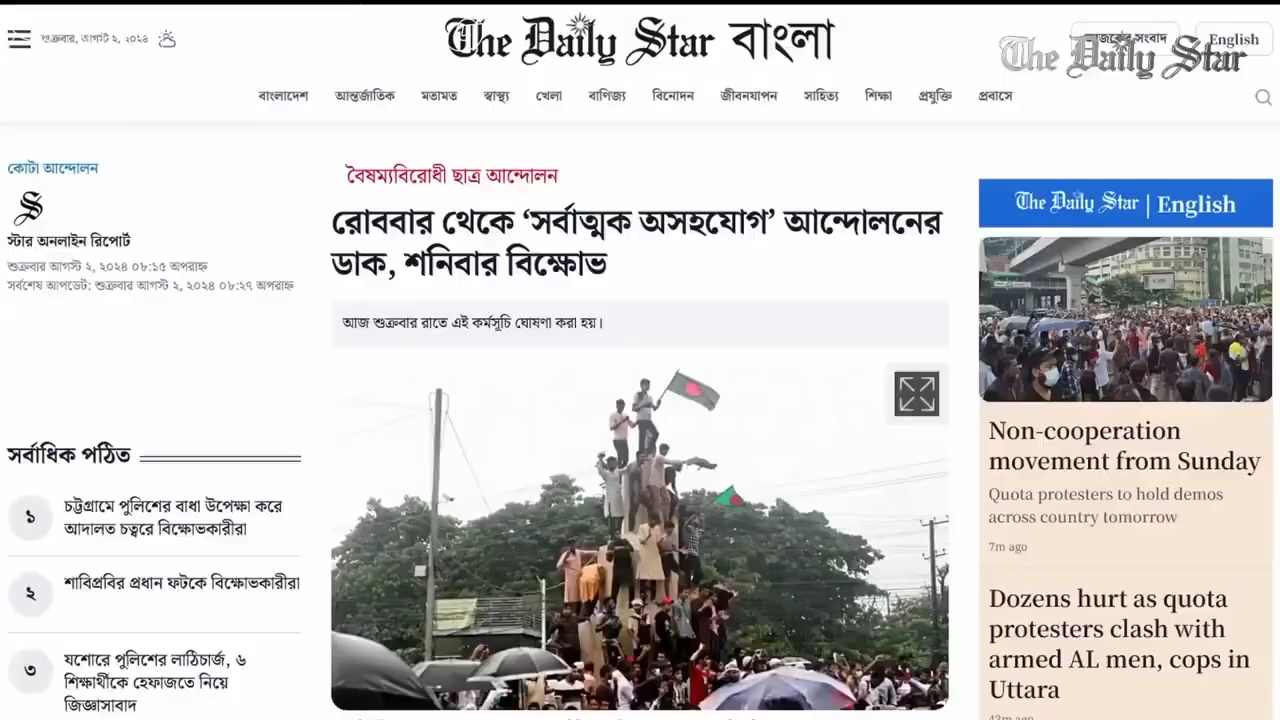 শুক্রবার, আগস্ট ২, ২০২৪
The Daily Star বাংলা
English
The Daily Star
বাংলাদেশ আন্তর্জাতিক মতামত স্বাস্থ্য খেলা বাণিজ্য বিনোদন জীবনযাপন সাহিত্য শিক্ষা প্রযুক্তি প্রবাসে
কোটা আন্দোলন
স্টার অনলাইন রিপোর্ট
শুক্রবার আগস্ট ২, ২০২৪ ০৮:১৫ অপরাহ্ন
সর্বশেষ আপডেট: শুক্রবার আগস্ট ২, ২০২৪ ০৮:২৭ অপরাহ্ন
সর্বাধিক পঠিত
১
চট্টগ্রামে পুলিশের বাধা উপেক্ষা করে
আদালত চত্বরে বিক্ষোভকারীরা
২
শাবিপ্রবির প্রধান ফটকে বিক্ষোভকারীরা
৩
যশোরে পুলিশের লাঠিচার্জ, ৬
শিক্ষার্থীকে হেফাজতে নিয়ে
জিজ্ঞাসাবাদ
বৈষম্যবিরোধী ছাত্র আন্দোলন
রোববার থেকে ‘সর্বাত্মক অসহযোগ’ আন্দোলনের
ডাক, শনিবার বিক্ষোভ
আজ শুক্রবার রাতে এই কর্মসূচি ঘোষণা করা হয়।
The Daily Star | English
Non-cooperation
movement from Sunday
Quota protesters to hold demos
across country tomorrow
7m ago
Dozens hurt as quota
protesters clash with
armed AL men, cops in
Uttara